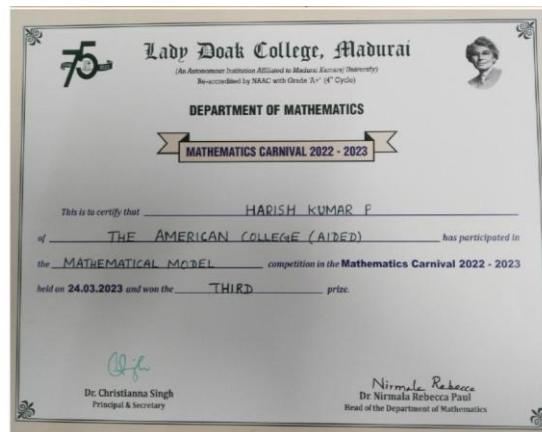 75
Lady Doak College, Madurai
(An Autonomous Institution Affiliated to Madurai Kamaraj University)
Re-accredited by NAAC with Grade 'A+' (4th Cycle)
DEPARTMENT OF MATHEMATICS
MATHEMATICS CARNIVAL 2022 - 2023
This is to certify that HARISH KUMAR P
of THE AMERICAN COLLEGE (AIDED) has participated in
the MATHEMATICAL MODEL competition in the Mathematics Carnival 2022 - 2023
held on 24.03.2023 and won the THIRD prize.
Nirmala Rebecca
Dr. Christianna Singh
Principal & Secretary
Dr. Nirmala Rebecca Paul
Head of the Department of Mathematics